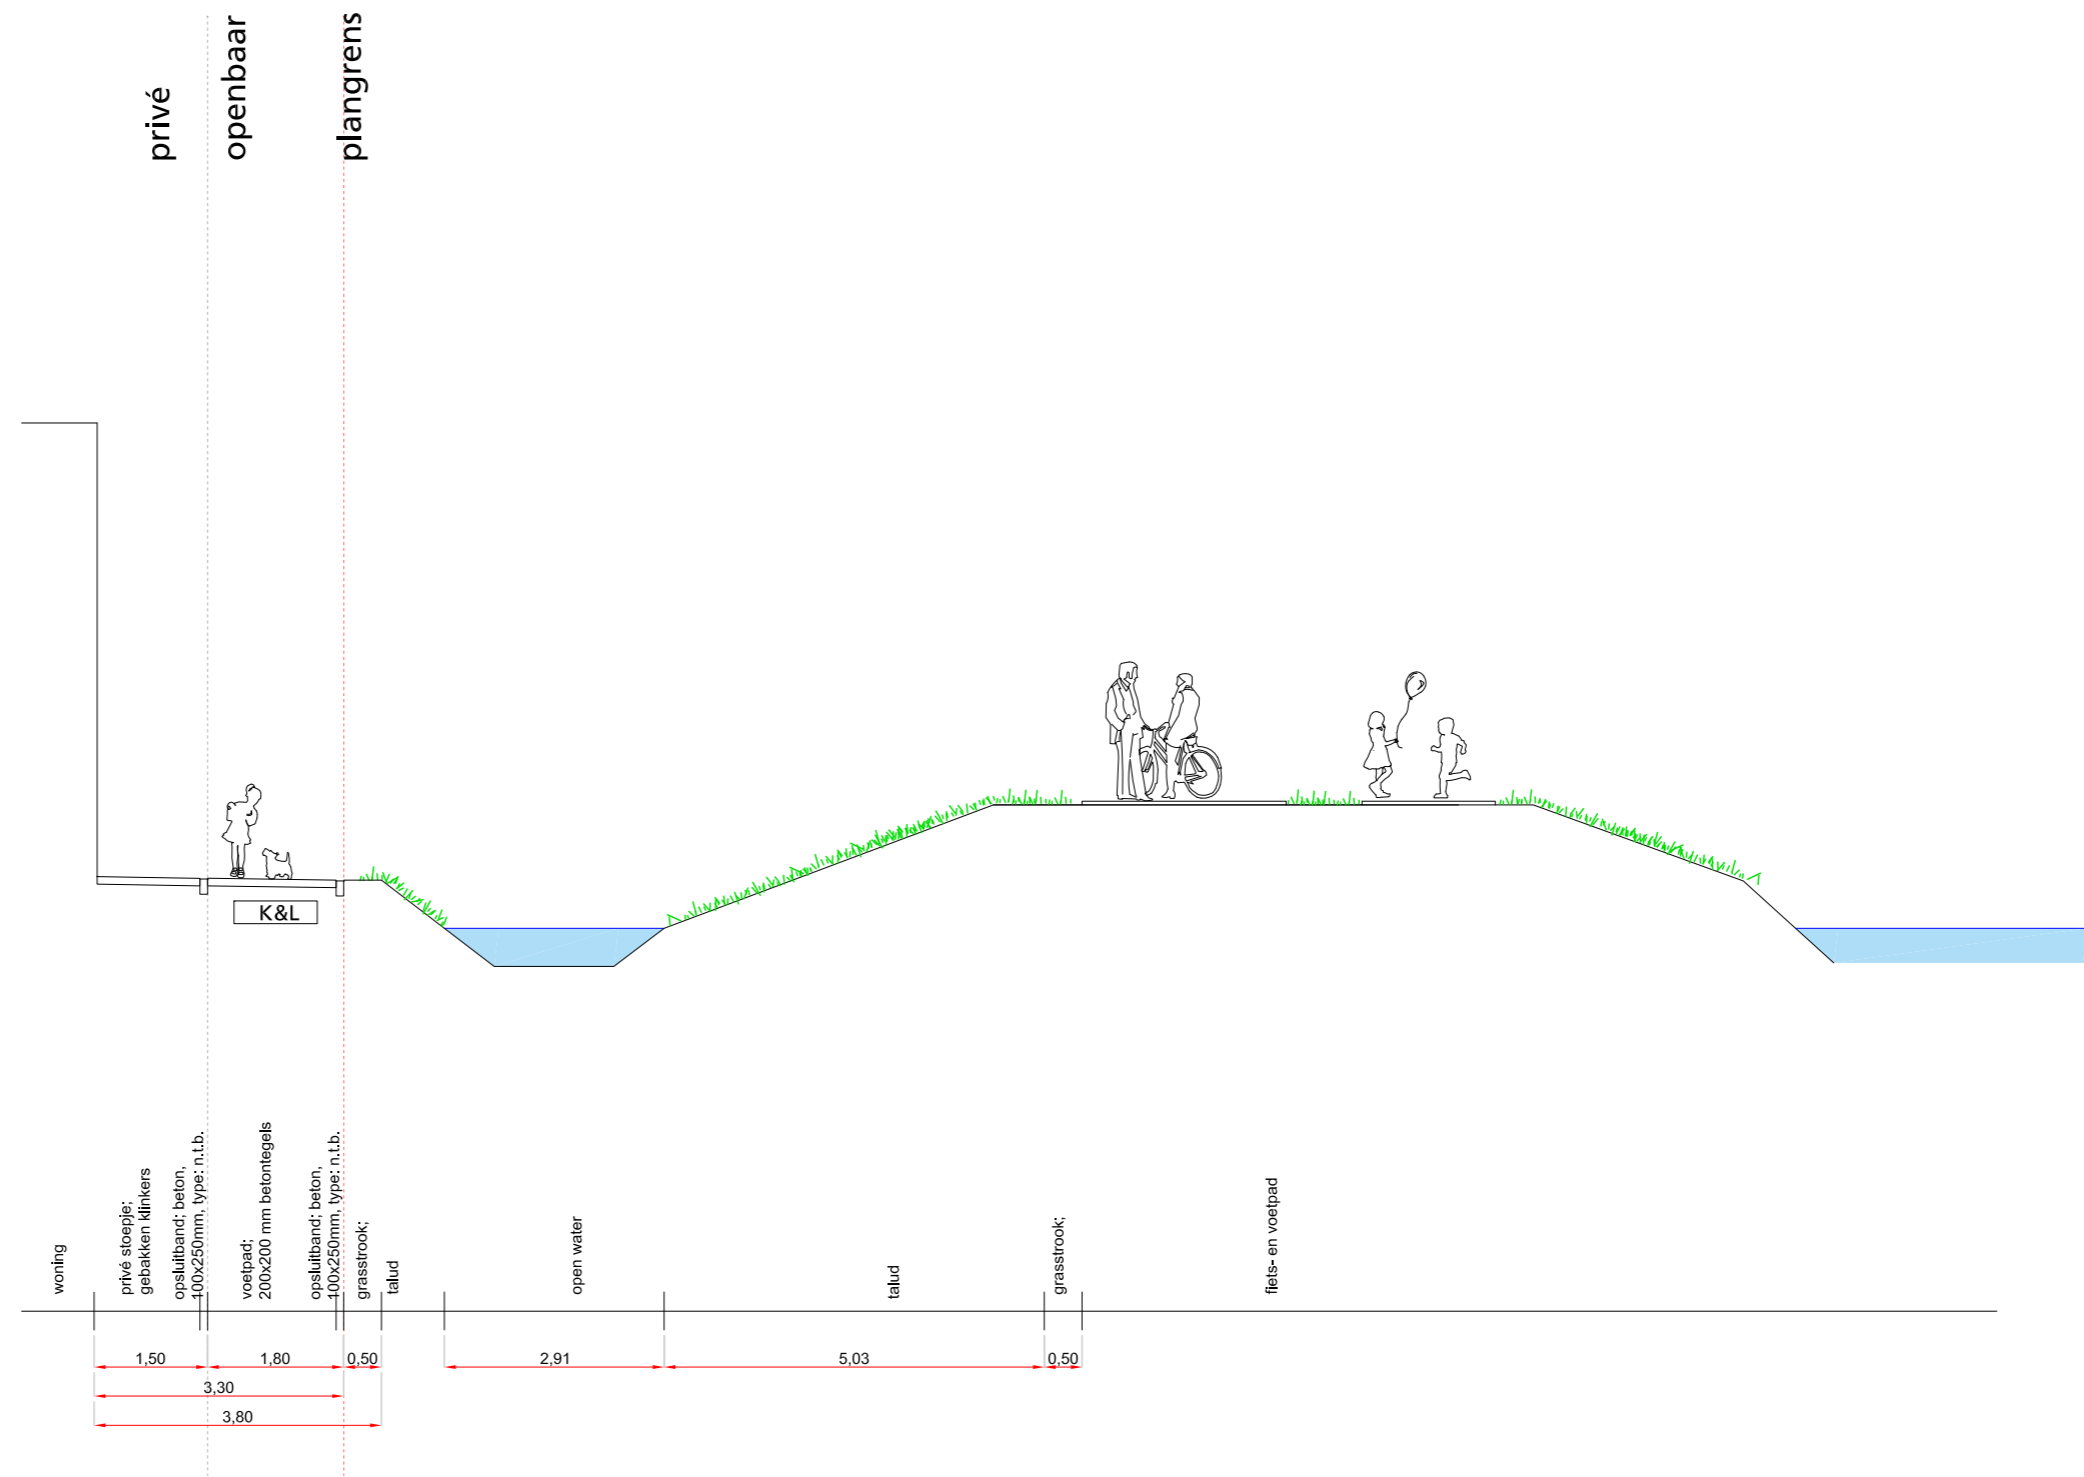 privé
openbaar
plangrens
K&L
woning
privé stoepje;
gebakken klinkers
opsluitband; beton,
100x250mm, type: n.t.b.
voetpad;
200x200 mm betontegels
opsluitband; beton,
100x250mm, type: n.t.b.
grasstrook;
talud
open water
talud
grasstrook;
fiets- en voetpad
1,50
1,80
0,50
2,91
5,03
0,50
3,30
3,80